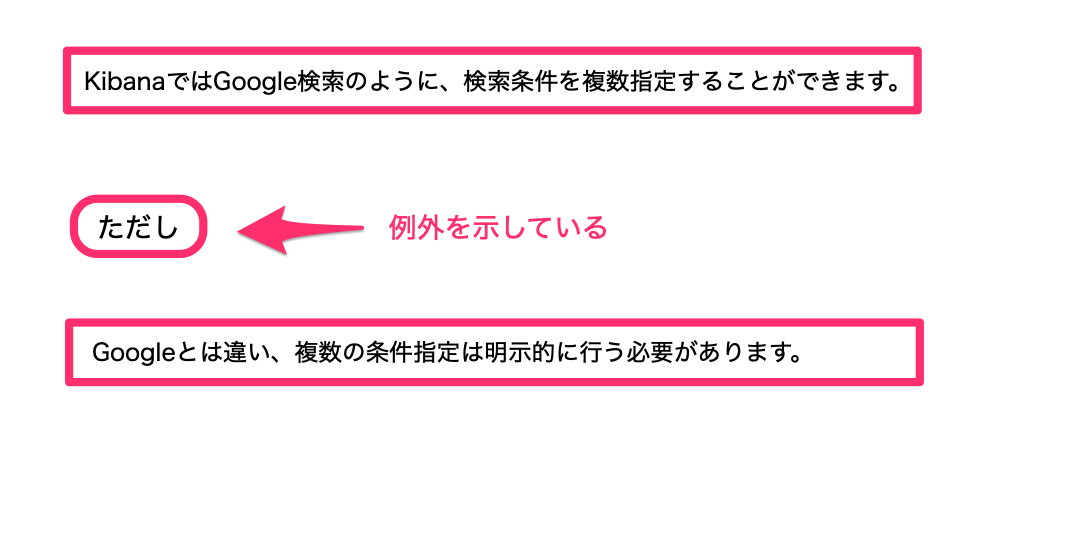 KibanaではGoogle検索のように、検索条件を複数指定することができます。
ただし
例外を示している
Googleとは違い、複数の条件指定は明示的に行う必要があります。